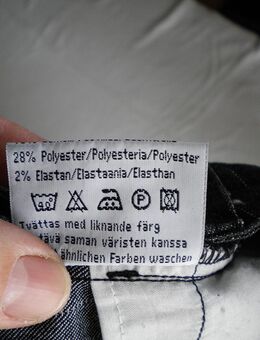 28% Polyester/Polyesteria/Polyester
2% Elastan/Elastaania/Elasthan
P
Tvättas med liknande färg
saman väristen kanssa
ähnlichen Farben waschen